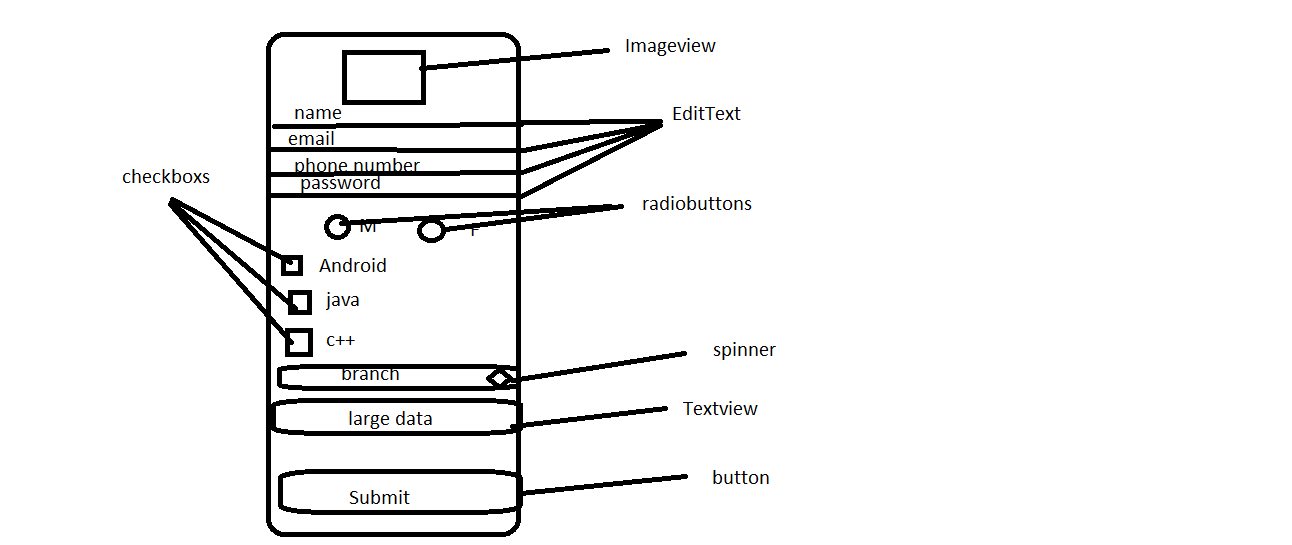 Imageview
name
EditText
email
phone number
password
checkboxs
radiobuttons
M
F
Android
java
c++
spinner
branch
Textview
large data
button
Submit